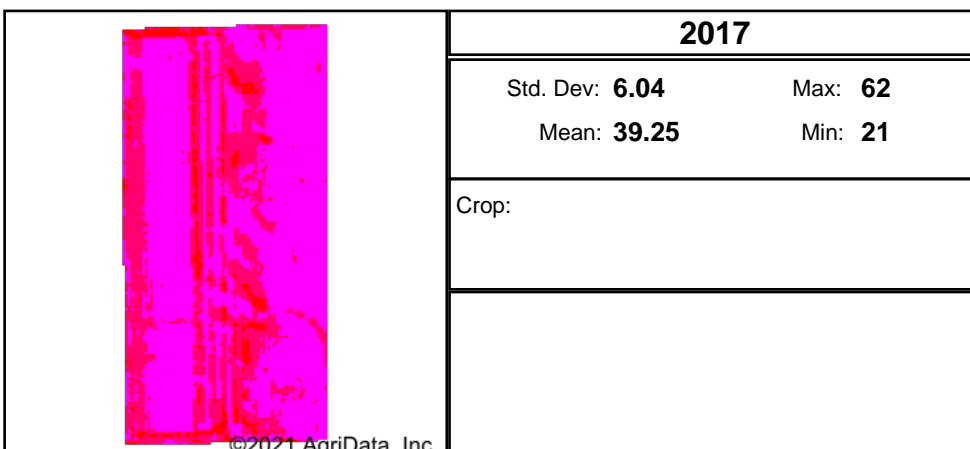 2017
Std. Dev: 6.04 Max: 62
Mean: 39.25 Min: 21
Crop:
©2021 AgriData, Inc.